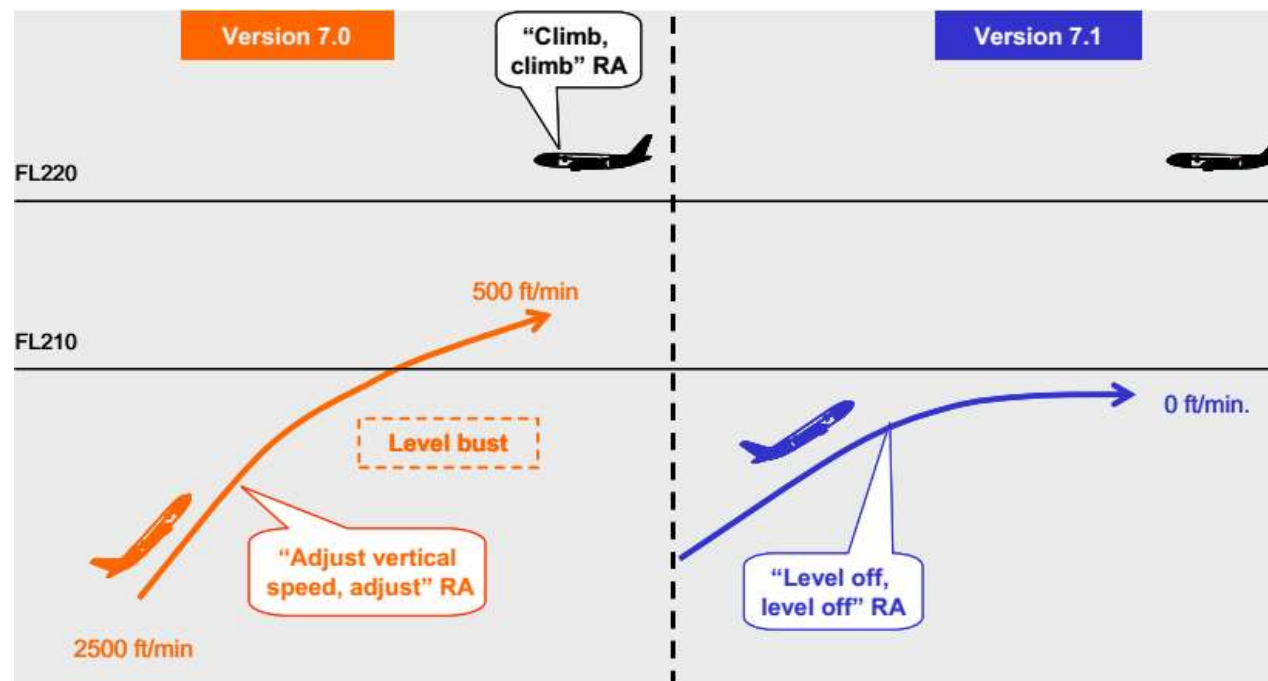 Version 7.0
“Climb,
climb” RA
Version 7.1
FL220
500 ft/min
FL210
0 ft/min.
Level bust
“Adjust vertical
speed, adjust” RA
“Level off,
level off” RA
2500 ft/min